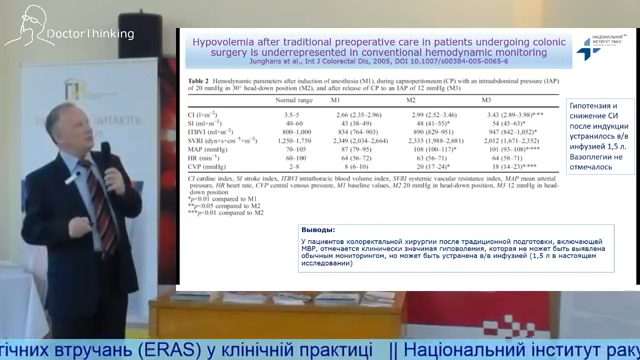 DoctorThinking
Hypovolemia after traditional preoperative care in patients undergoing colonic
surgery is underrepresented in conventional hemodynamic monitoring
Junghans et al., Int J Colorectal Dis, 2005, DOI 10.1007/s00384-005-0065-6
НАЦІОНАЛЬНИЙ
ІНСТИТУТ РАКУ
Table 2 Hemodynamic parameters after induction of anesthesia (M1), during capnoperitoneum (CP) with an intraabdominal pressure (IAP)
of 20 mmHg in 30° head-down position (M2), and after release of CP to an IAP of 12 mmHg (M3)
Normal range M1 M2 M3
CI (l×m⁻²) 3.5–5 2.66 (2.35–2.96) 2.99 (2.52–3.46) 3.43 (2.89–3.98)*,**
SI (ml×m⁻²) 40–60 43 (38–49) 48 (41–55)* 54 (45–63)*
ITBVI (ml×m⁻²) 800–1,000 834 (764–903) 890 (829–951) 947 (842–1,052)*
SVRI (dyn×s×cm⁻⁵×m⁻²) 1,250–1,750 2,349 (2,034–2,664) 2,335 (1,988–2,681) 2,012 (1,671–2,352)
MAP (mmHg) 70–105 87 (79–95) 108 (100–117)* 101 (93–108)****
HR (min⁻¹) 60–100 64 (56–72) 63 (56–71) 64 (58–71)
CVP (mmHg) 2–8 8 (6–10) 20 (17–24)* 18 (14–23)****
CI cardiac index, SI stroke index, ITBVI intrathoracic blood volume index, SVRI systemic vascular resistance index, MAP mean arterial
pressure, HR heart rate, CVP central venous pressure, M1 baseline values, M2 20 mmHg in head-down position, M3 12 mmHg in head-
down position
*p<0.01 compared to M1
**p<0.05 compared to M2
***p<0.01 compared to M2
Гипотензия и
снижение СИ
после индукции
устранилось в/в
инфузией 1,5 л.
Вазоплегии не
отмечалось
Выводы:
У пациентов колоректальной хирургии после традиционной подготовки, включающей
МВР, отмечается клинически значимая гиповолемия, которая не может быть выявлена
обычным мониторингом, но может быть устранена в/в инфузией (1,5 л в настоящем
исследовании)
гічних втручань (ERAS) у клінічній практиці || Національний інститут раку